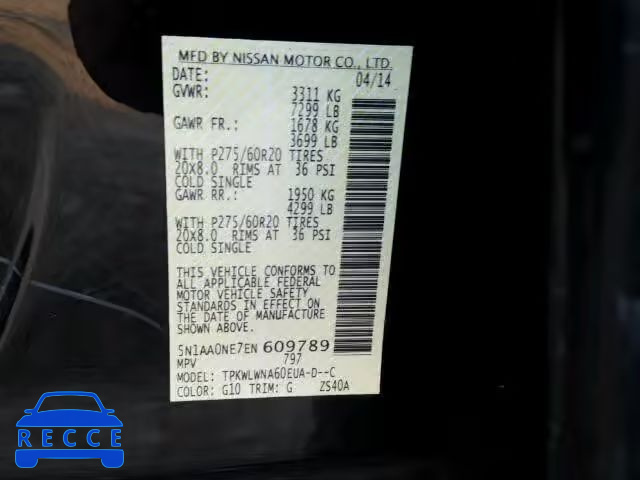 MFD BY NISSAN MOTOR CO., LTD.
DATE: 04/14
GVWR: 3311 KG
7299 LB
GAWR FR.: 1678 KG
3699 LB
WITH P275/60R20 TIRES
20X8.0 RIMS AT 36 PSI
COLD SINGLE
GAWR RR.: 1950 KG
4299 LB
WITH P275/60R20 TIRES
20X8.0 RIMS AT 36 PSI
COLD SINGLE
THIS VEHICLE CONFORMS TO
ALL APPLICABLE FEDERAL
MOTOR VEHICLE SAFETY
STANDARDS IN EFFECT ON
THE DATE OF MANUFACTURE
SHOWN ABOVE.
5N1AA0NE7EN 609789
MPV 797
MODEL: TPKWLWNA60EUA-D--C
COLOR: G10 TRIM: G ZS40A
RECCE